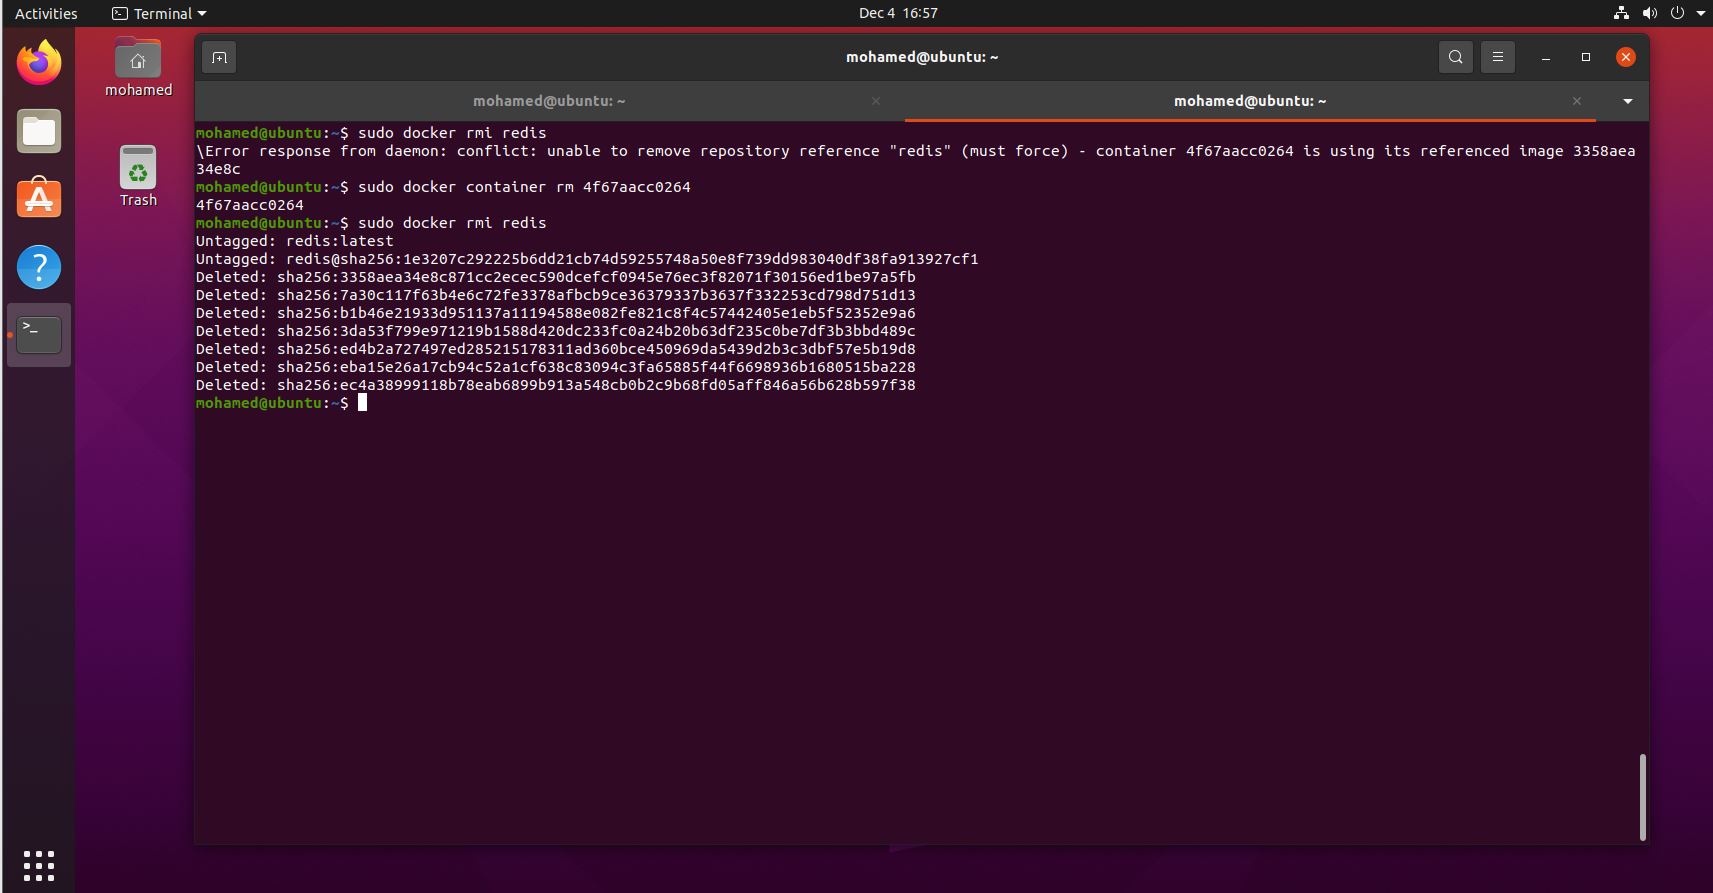 Activities
Terminal
Dec 4 16:57
mohamed
Trash
mohamed@ubuntu: ~
mohamed@ubuntu: ~
mohamed@ubuntu: ~
mohamed@ubuntu:~$ sudo docker rmi redis
\Error response from daemon: conflict: unable to remove repository reference "redis" (must force) - container 4f67aacc0264 is using its referenced image 3358aea
34e8c
mohamed@ubuntu:~$ sudo docker container rm 4f67aacc0264
4f67aacc0264
mohamed@ubuntu:~$ sudo docker rmi redis
Untagged: redis:latest
Untagged: redis@sha256:1e3207c292225b6dd21cb74d59255748a50e8f739dd983040df38fa913927cf1
Deleted: sha256:3358aea34e8c871cc2ecec590dcefcf0945e76ec3f82071f30156ed1be97a5fb
Deleted: sha256:7a30c117f63b4e6c72fe3378afbcb9ce36379337b3637f332253cd798d751d13
Deleted: sha256:b1b46e21933d951137a11194588e082fe821c8f4c57442405e1eb5f52352e9a6
Deleted: sha256:3da53f799e971219b1588d420dc233fc0a24b20b63df235c0be7df3b3bbd489c
Deleted: sha256:ed4b2a727497ed285215178311ad360bce450969da5439d2b3c3dbf57e5b19d8
Deleted: sha256:eba15e26a17cb94c52a1cf638c83094c3fa65885f44f6698936b1680515ba228
Deleted: sha256:ec4a38999118b78eab6899b913a548cb0b2c9b68fd05aff846a56b628b597f38
mohamed@ubuntu:~$